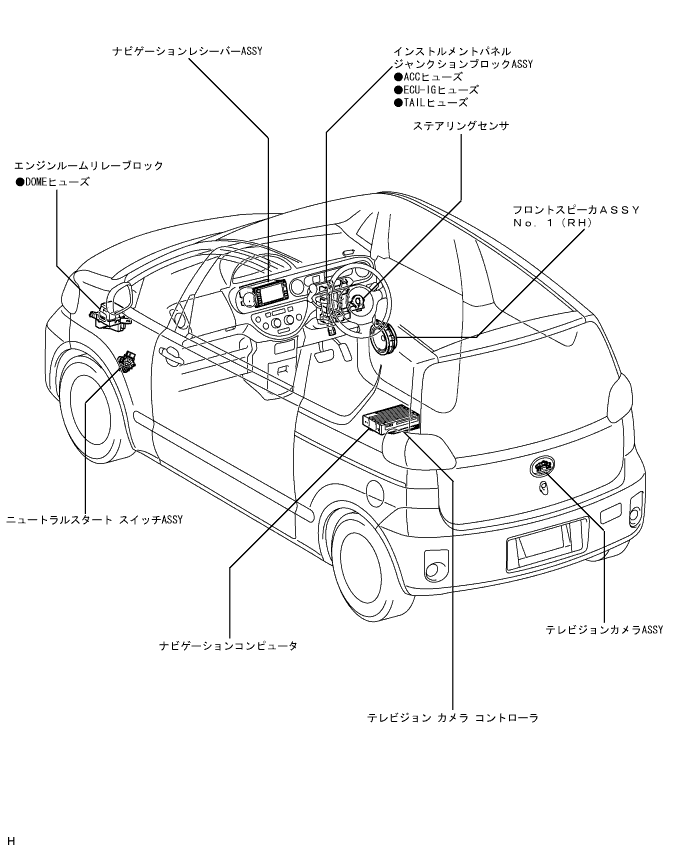 ナビゲーションレシーバーASSY
インストルメントパネル
ジャンクションブロックASSY
●ACCヒューズ
●ECU-IGヒューズ
●TAILヒューズ
ステアリングセンサ
エンジンルームリレーブロック
●DOMEヒューズ
フロントスピーカＡＳＳＹ
Ｎｏ．１（ＲＨ）
ニュートラルスタート スイッチASSY
ナビゲーションコンピュータ
テレビジョンカメラASSY
テレビジョン カメラ コントローラ
H